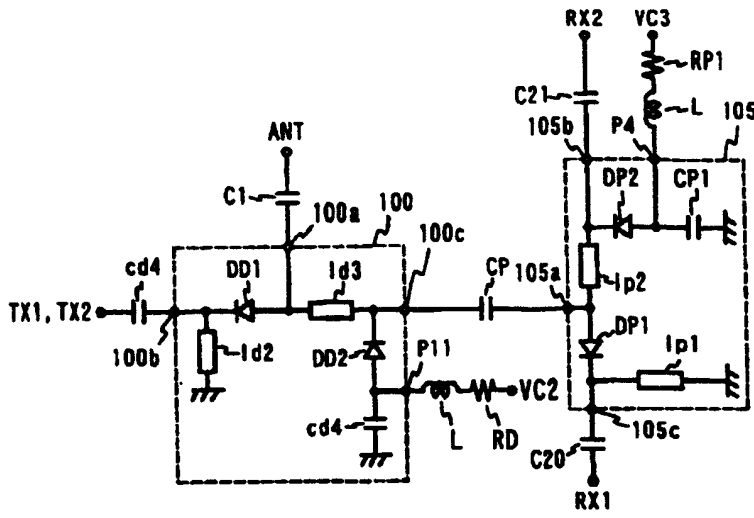 RX2 VC3
RP1
C21
L
105b P4 105
ANT
DP2 CP1
C1
100a 100 100c
cd4 DD1 ld3 CP 105a lp2
TX1, TX2
DP1
100b ld2 DD2 P11 lp1
VC2
cd4 L RD
C20 105c
RX1